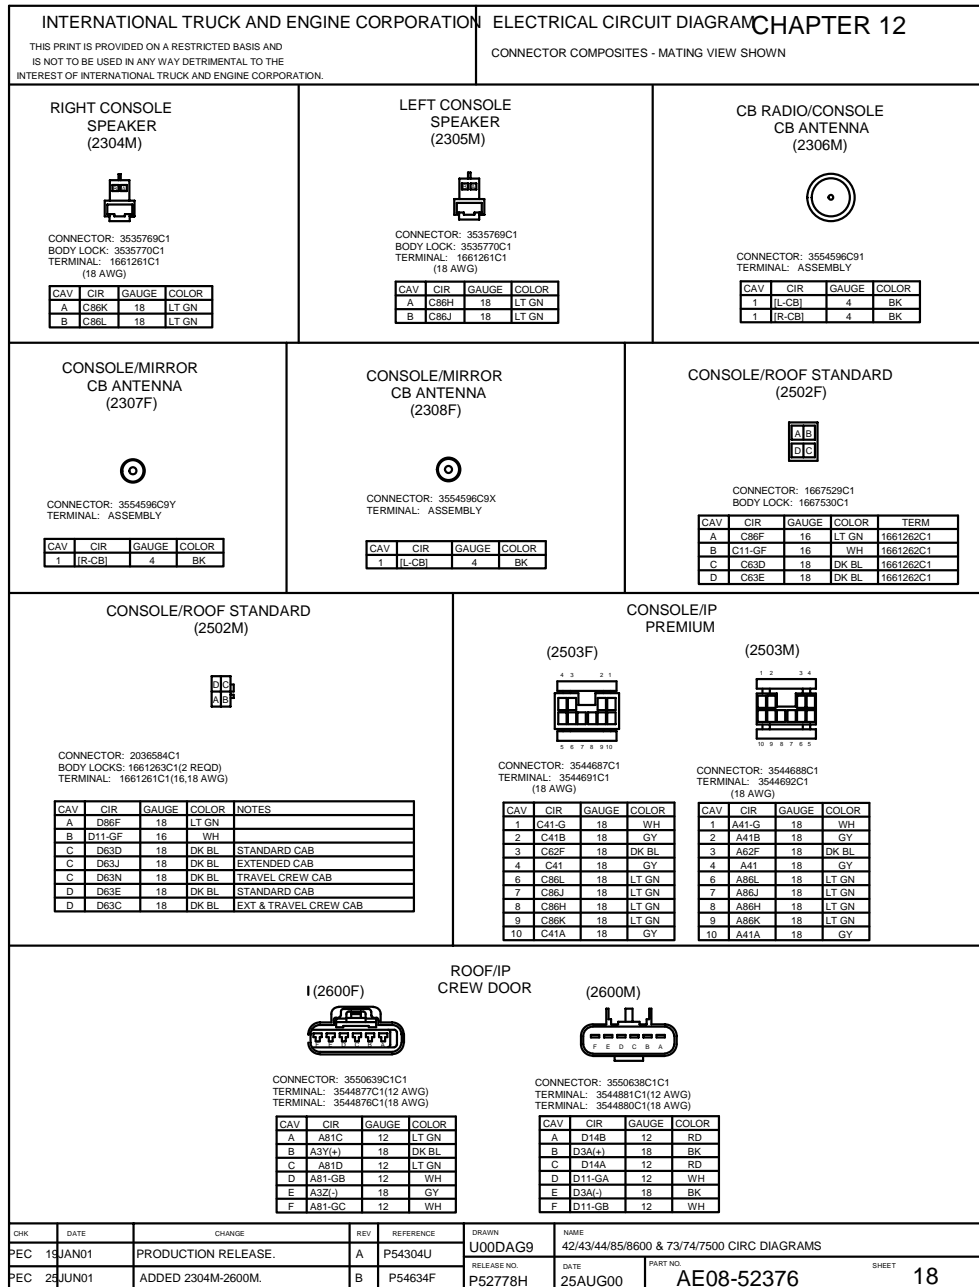 INTERNATIONAL TRUCK AND ENGINE CORPORATION
THIS PRINT IS PROVIDED ON A RESTRICTED BASIS AND
IS NOT TO BE USED IN ANY WAY DETRIMENTAL TO THE
INTEREST OF INTERNATIONAL TRUCK AND ENGINE CORPORATION.
ELECTRICAL CIRCUIT DIAGRAM
CHAPTER 12
CONNECTOR COMPOSITES - MATING VIEW SHOWN
RIGHT CONSOLE
SPEAKER
(2304M)
B A
CONNECTOR: 3535769C1
BODY LOCK: 3535770C1
TERMINAL: 1661261C1
(18 AWG)
CAV CIR GAUGE COLOR
A C86K 18 LT GN
B C86L 18 LT GN
LEFT CONSOLE
SPEAKER
(2305M)
CONNECTOR: 3535769C1
BODY LOCK: 3535770C1
TERMINAL: 1661261C1
(18 AWG)
CAV CIR GAUGE COLOR
A C86H 18 LT GN
B C86J 18 LT GN
CB RADIO/CONSOLE
CB ANTENNA
(2306M)
CONNECTOR: 3554596C91
TERMINAL: ASSEMBLY
CAV CIR GAUGE COLOR
1 [L-CB] 4 BK
1 [R-CB] 4 BK
CONSOLE/MIRROR
CB ANTENNA
(2307F)
CONNECTOR: 3554596C9Y
TERMINAL: ASSEMBLY
CAV CIR GAUGE COLOR
1 [R-CB] 4 BK
CONSOLE/MIRROR
CB ANTENNA
(2308F)
CONNECTOR: 3554596C9X
TERMINAL: ASSEMBLY
CAV CIR GAUGE COLOR
1 [L-CB] 4 BK
CONSOLE/ROOF STANDARD
(2502F)
A B
D C
CONNECTOR: 1667529C1
BODY LOCK: 1667530C1
CAV CIR GAUGE COLOR TERM
A C86F 16 LT GN 1661262C1
B C11-GF 16 WH 1661262C1
C C63D 18 DK BL 1661262C1
D C63E 18 DK BL 1661262C1
CONSOLE/ROOF STANDARD
(2502M)
D C
A B
CONNECTOR: 2036584C1
BODY LOCKS: 1661263C1(2 REQD)
TERMINAL: 1661261C1(16,18 AWG)
CAV CIR GAUGE COLOR NOTES
A D86F 18 LT GN
B D11-GF 16 WH
C D63D 18 DK BL STANDARD CAB
C D63J 18 DK BL EXTENDED CAB
C D63N 18 DK BL TRAVEL CREW CAB
D D63E 18 DK BL STANDARD CAB
D D63C 18 DK BL EXT & TRAVEL CREW CAB
CONSOLE/IP
PREMIUM
(2503F)
4 3 2 1
5 6 7 8 9 10
CONNECTOR: 3544687C1
TERMINAL: 3544691C1
(18 AWG)
CAV CIR GAUGE COLOR
1 C41-G 18 WH
2 C41B 18 GY
3 C62F 18 DK BL
4 C41 18 GY
6 C86L 18 LT GN
7 C86J 18 LT GN
8 C86H 18 LT GN
9 C86K 18 LT GN
10 C41A 18 GY
(2503M)
1 2 3 4
10 9 8 7 6 5
CONNECTOR: 3544688C1
TERMINAL: 3544692C1
(18 AWG)
CAV CIR GAUGE COLOR
1 A41-G 18 WH
2 A41B 18 GY
3 A62F 18 DK BL
4 A41 18 GY
6 A86L 18 LT GN
7 A86J 18 LT GN
8 A86H 18 LT GN
9 A86K 18 LT GN
10 A41A 18 GY
ROOF/IP
CREW DOOR
I (2600F)
CONNECTOR: 3550639C1C1
TERMINAL: 3544877C1(12 AWG)
TERMINAL: 3544876C1(18 AWG)
CAV CIR GAUGE COLOR
A A81C 12 LT GN
B A3Y(+) 18 DK BL
C A81D 12 LT GN
D A81-GB 12 WH
E A3Z(-) 18 GY
F A81-GC 12 WH
(2600M)
F E D C B A
CONNECTOR: 3550638C1C1
TERMINAL: 3544881C1(12 AWG)
TERMINAL: 3544880C1(18 AWG)
CAV CIR GAUGE COLOR
A D14B 12 RD
B D3A(+) 18 BK
C D14A 12 RD
D D11-GA 12 WH
E D3A(-) 18 BK
F D11-GB 12 WH
CHK DATE CHANGE REV REFERENCE
PEC 19JAN01 PRODUCTION RELEASE. A P54304U
PEC 25JUN01 ADDED 2304M-2600M. B P54634F
DRAWN
U00DAG9
NAME
42/43/44/85/8600 & 73/74/7500 CIRC DIAGRAMS
RELEASE NO.
P52778H
DATE
25AUG00
PART NO.
AE08-52376
SHEET
18